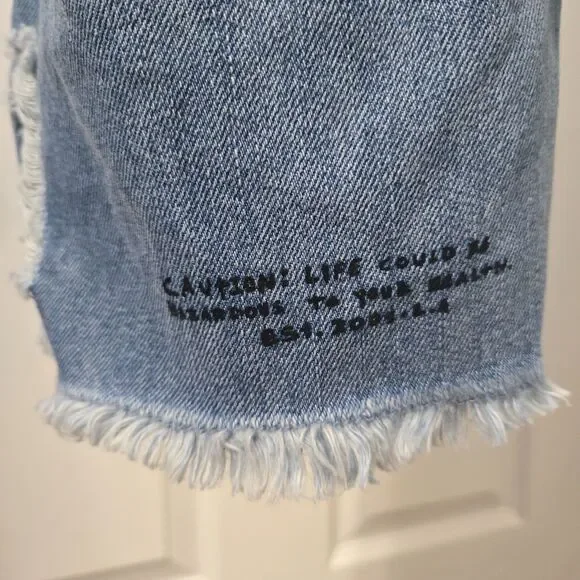 CAUTION: LIFE COULD BE
HAZARDOUS TO YOUR HEALTH.
EST.